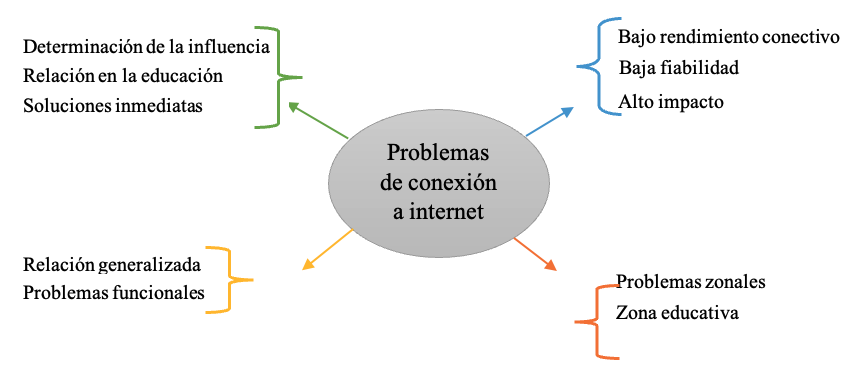 Determinación de la influencia
Relación en la educación
Soluciones inmediatas
Bajo rendimiento conectivo
Baja fiabilidad
Alto impacto
Problemas
de conexión
a internet
Relación generalizada
Problemas funcionales
Problemas zonales
Zona educativa